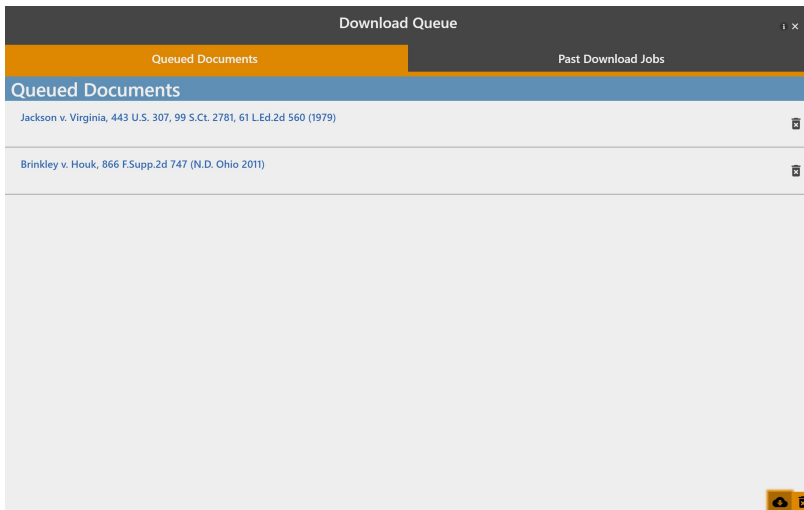 Download Queue
Queued Documents
Past Download Jobs
Queued Documents
Jackson v. Virginia, 443 U.S. 307, 99 S.Ct. 2781, 61 L.Ed.2d 560 (1979)
Brinkley v. Houk, 866 F.Supp.2d 747 (N.D. Ohio 2011)